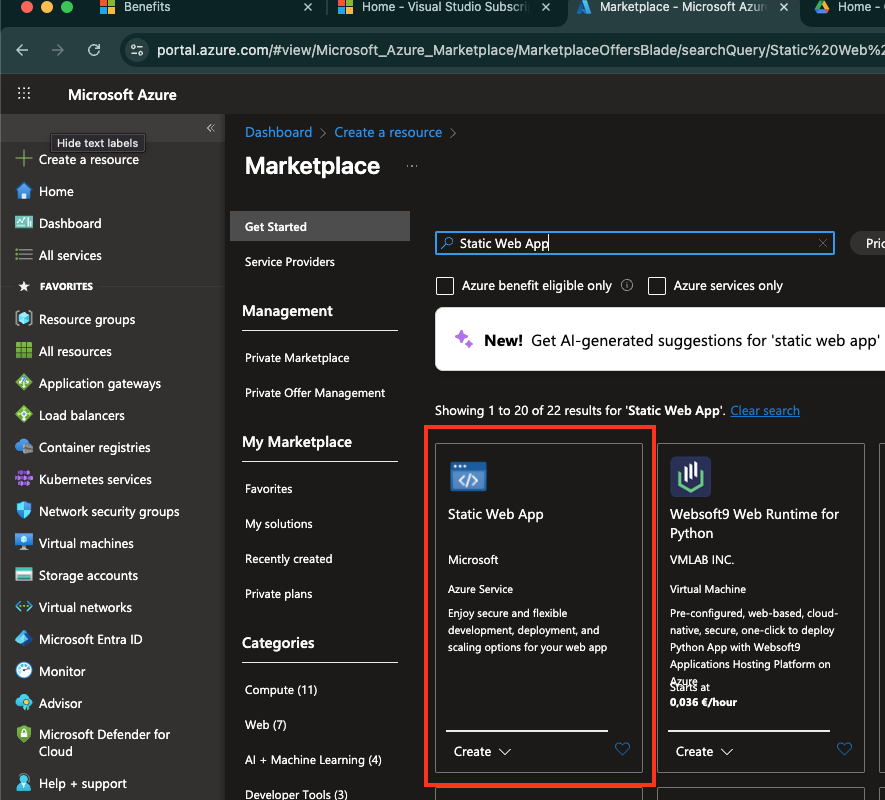 Benefits
Home - Visual Studio Subscri
Marketplace - Microsoft Azur
Home -
portal.azure.com/#view/Microsoft_Azure_Marketplace/MarketplaceOffersBlade/searchQuery/Static%20Web%2
Microsoft Azure
Hide text labels
Create a resource
Home
Dashboard
All services
FAVORITES
Resource groups
All resources
Application gateways
Load balancers
Container registries
Kubernetes services
Network security groups
Virtual machines
Storage accounts
Virtual networks
Microsoft Entra ID
Monitor
Advisor
Microsoft Defender for
Cloud
Help + support
Dashboard > Create a resource >
Marketplace ...
Get Started
Service Providers
Management
Private Marketplace
Private Offer Management
My Marketplace
Favorites
My solutions
Recently created
Private plans
Categories
Compute (11)
Web (7)
AI + Machine Learning (4)
Developer Tools (3)
Static Web App
Pric
Azure benefit eligible only
Azure services only
New! Get AI-generated suggestions for 'static web app'
Showing 1 to 20 of 22 results for 'Static Web App'. Clear search
Static Web App
Microsoft
Azure Service
Enjoy secure and flexible
development, deployment, and
scaling options for your web app
Create
Websoft9 Web Runtime for
Python
VMLAB INC.
Virtual Machine
Pre-configured, web-based, cloud-
native, secure, one-click to deploy
Python App with Websoft9
Applications Hosting Platform on
Azure
Starts at
0,036 €/hour
Create